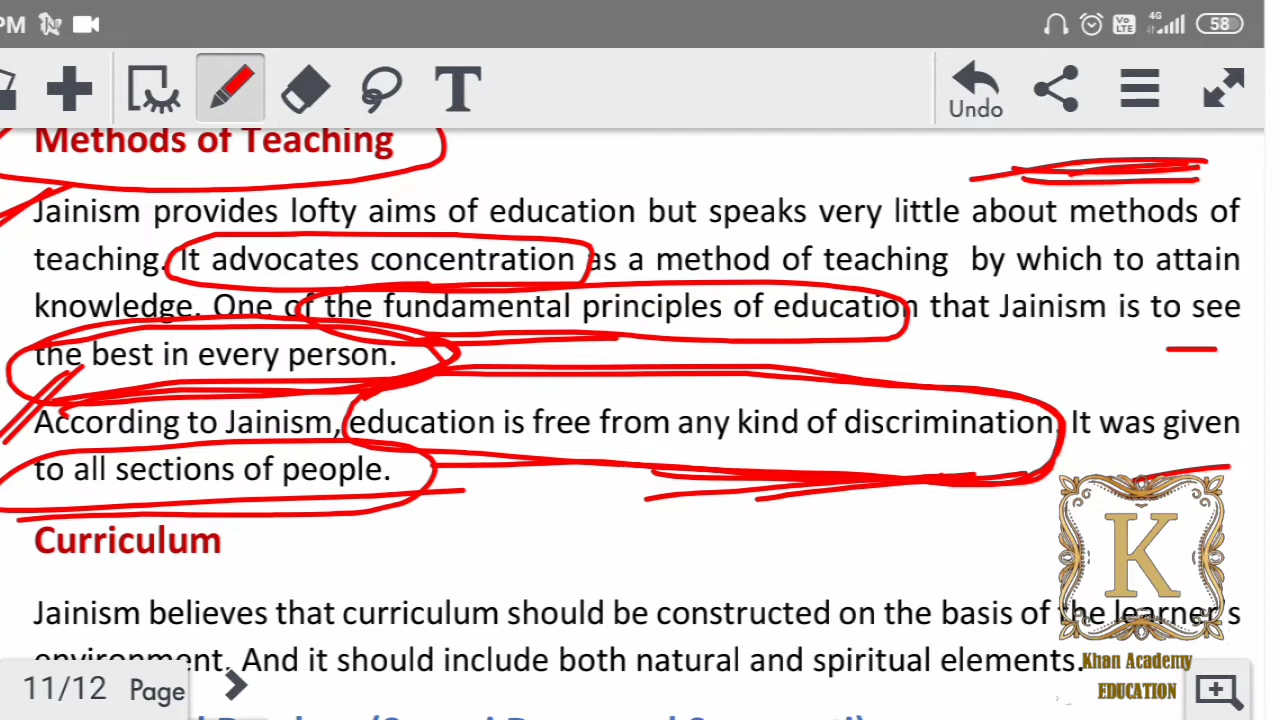 PM
Vo LTE 4G 58
T
Undo
Methods of Teaching
Jainism provides lofty aims of education but speaks very little about methods of
teaching. It advocates concentration as a method of teaching by which to attain
knowledge. One of the fundamental principles of education that Jainism is to see
the best in every person.
According to Jainism, education is free from any kind of discrimination. It was given
to all sections of people.
Curriculum
Jainism believes that curriculum should be constructed on the basis of the learner s
environment. And it should include both natural and spiritual elements.
K
Khan Academy
EDUCATION
11/12 Page